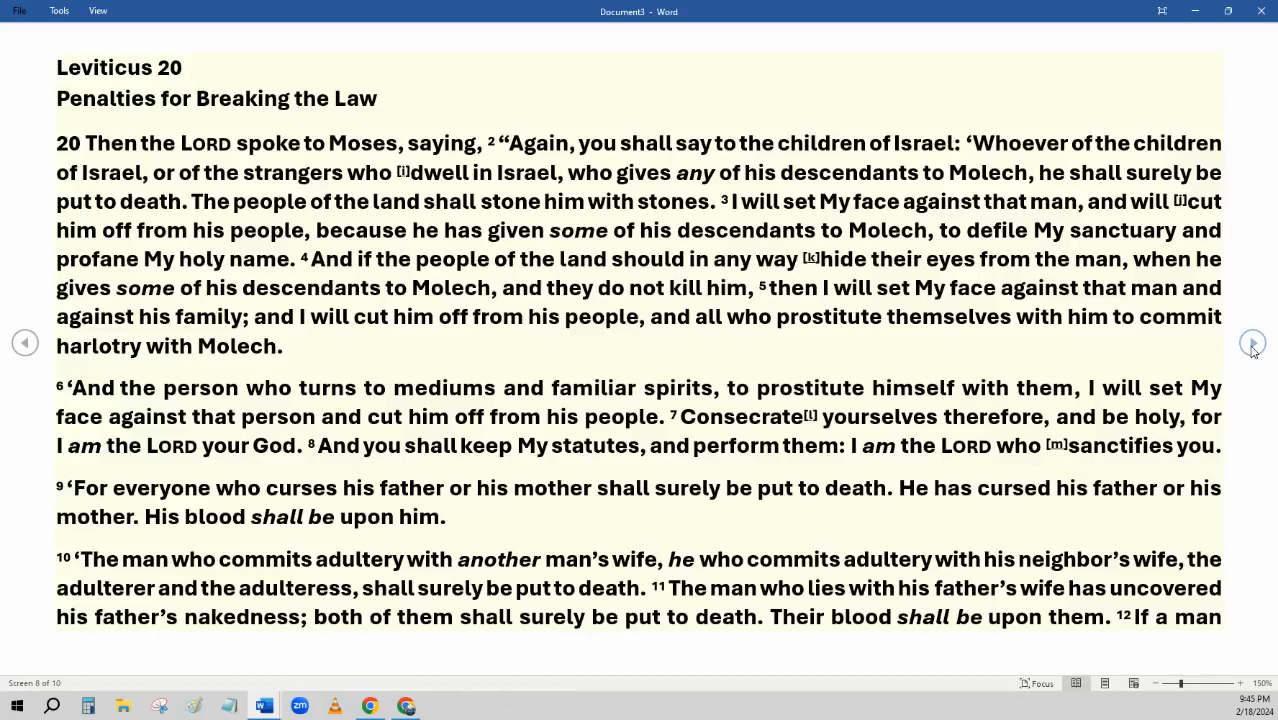 File Tools View Document3 - Word
Leviticus 20
Penalties for Breaking the Law
20 Then the LORD spoke to Moses, saying, 2 “Again, you shall say to the children of Israel: ‘Whoever of the children
of Israel, or of the strangers who [i]dwell in Israel, who gives any of his descendants to Molech, he shall surely be
put to death. The people of the land shall stone him with stones. 3 I will set My face against that man, and will [j]cut
him off from his people, because he has given some of his descendants to Molech, to defile My sanctuary and
profane My holy name. 4 And if the people of the land should in any way [k]hide their eyes from the man, when he
gives some of his descendants to Molech, and they do not kill him, 5 then I will set My face against that man and
against his family; and I will cut him off from his people, and all who prostitute themselves with him to commit
harlotry with Molech.
6 ‘And the person who turns to mediums and familiar spirits, to prostitute himself with them, I will set My
face against that person and cut him off from his people. 7 Consecrate[l] yourselves therefore, and be holy, for
I am the LORD your God. 8 And you shall keep My statutes, and perform them: I am the LORD who [m]sanctifies you.
9 ‘For everyone who curses his father or his mother shall surely be put to death. He has cursed his father or his
mother. His blood shall be upon him.
10 ‘The man who commits adultery with another man’s wife, he who commits adultery with his neighbor’s wife, the
adulterer and the adulteress, shall surely be put to death. 11 The man who lies with his father’s wife has uncovered
his father’s nakedness; both of them shall surely be put to death. Their blood shall be upon them. 12 If a man
Screen 8 of 10 Focus 150%
zm
9:45 PM
2/18/2024